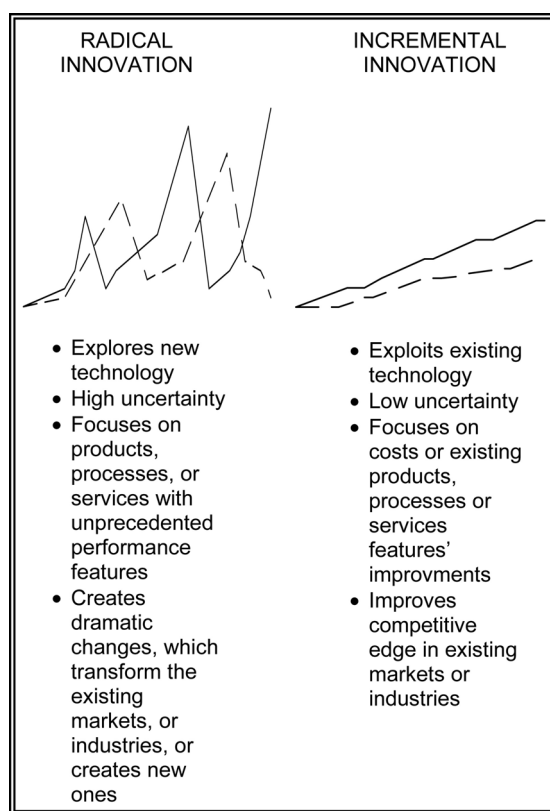 RADICAL
INNOVATION
• Explores new
technology
• High uncertainty
• Focuses on
products,
processes, or
services with
unprecedented
performance
features
• Creates
dramatic
changes, which
transform the
existing
markets, or
industries, or
creates new
ones
INCREMENTAL
INNOVATION
• Exploits existing
technology
• Low uncertainty
• Focuses on
costs or existing
products,
processes or
services
features’
improvments
• Improves
competitive
edge in existing
markets or
industries